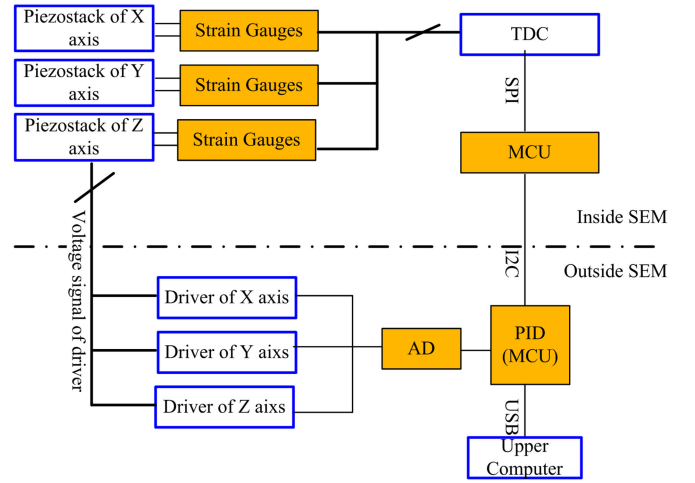 Piezostack of X
axis
Strain Gauges
TDC
Piezostack of Y
axis
Strain Gauges
SPI
Piezostack of Z
axis
Strain Gauges
MCU
Inside SEM
Voltage signal of driver
I2C
Outside SEM
Driver of X axis
Driver of Y aixs
AD
PID
(MCU)
Driver of Z aixs
USB
Upper
Computer